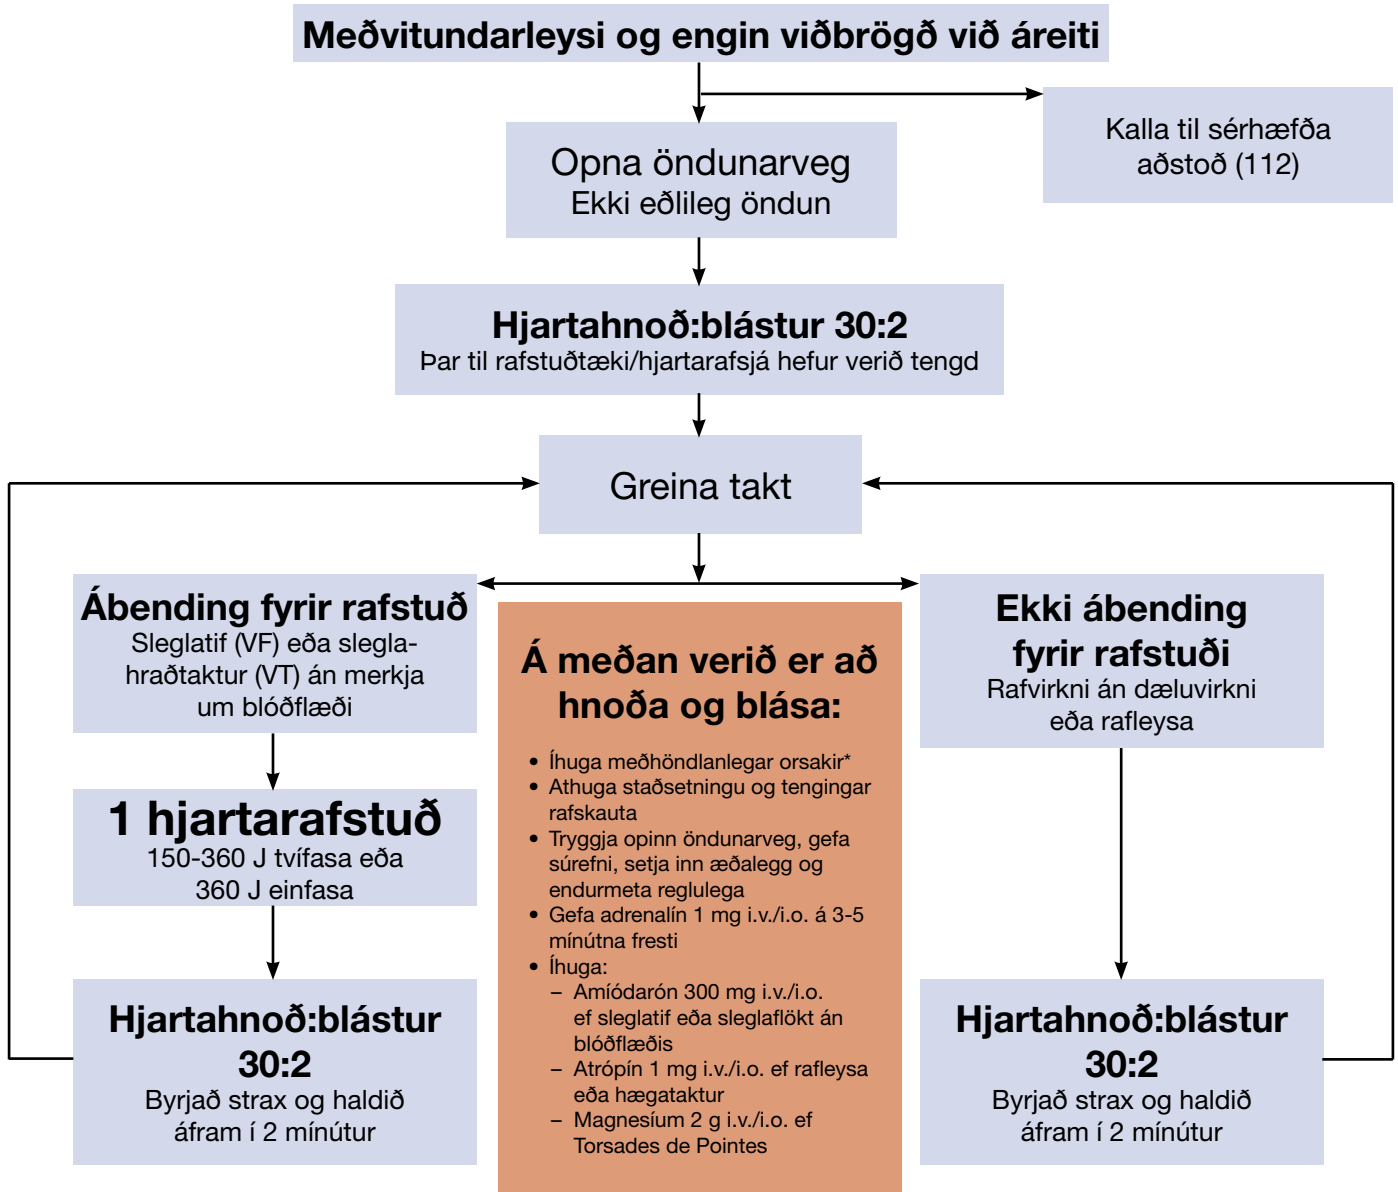 Meðvitundarleysi og engin viðbrögð við áreiti
Kalla til sérhæfða
aðstoð (112)
Opna öndunarveg
Ekki eðlileg öndun
Hjartahnoð:blástur 30:2
Þar til rafstuðtæki/hjartarafsjá hefur verið tengd
Greina takt
Ábending fyrir rafstuð
Sleglatif (VF) eða slegla-
hraðtaktur (VT) án merkja
um blóðflæði
1 hjartarafstuð
150-360 J tvífasa eða
360 J einfasa
Hjartahnoð:blástur
30:2
Byrjað strax og haldið
áfram í 2 mínútur
Á meðan verið er að
hnoða og blása:
• Íhuga meðhöndlanlegar orsakir*
• Athuga staðsetningu og tengingar
rafskauta
• Tryggja opinn öndunarveg, gefa
súrefni, setja inn æðalegg og
endurmeta reglulega
• Gefa adrenalín 1 mg i.v./i.o. á 3-5
mínútna fresti
• Íhuga:
– Amíódarón 300 mg i.v./i.o.
ef sleglatif eða sleglaflökt án
blóðflæðis
– Atrópín 1 mg i.v./i.o. ef rafleysa
eða hægataktur
– Magnesíum 2 g i.v./i.o. ef
Torsades de Pointes
Ekki ábending
fyrir rafstuði
Rafvirkni án dæluvirkni
eða rafleysa
Hjartahnoð:blástur
30:2
Byrjað strax og haldið
áfram í 2 mínútur